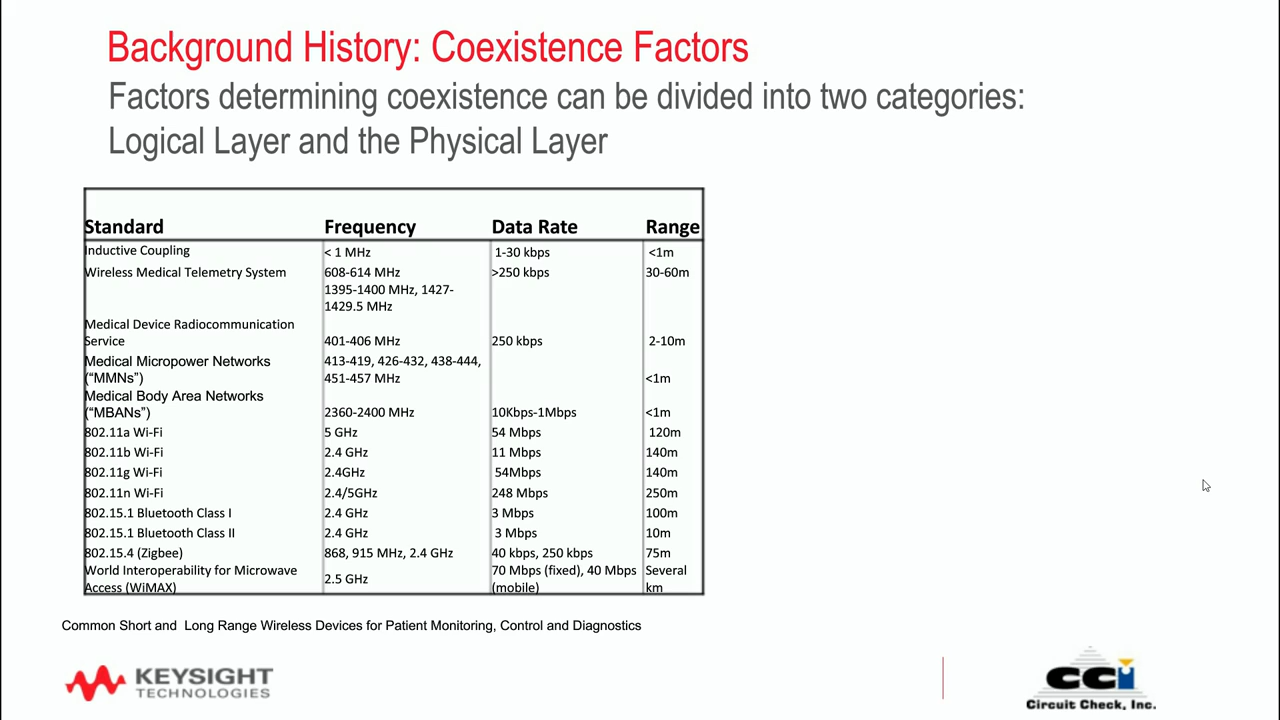 Background History: Coexistence Factors
Factors determining coexistence can be divided into two categories:
Logical Layer and the Physical Layer
Standard Frequency Data Rate Range
Inductive Coupling < 1 MHz 1-30 kbps <1m
Wireless Medical Telemetry System 608-614 MHz >250 kbps 30-60m
1395-1400 MHz, 1427-
1429.5 MHz
Medical Device Radiocommunication
Service 401-406 MHz 250 kbps 2-10m
Medical Micropower Networks 413-419, 426-432, 438-444,
(“MMNs”) 451-457 MHz <1m
Medical Body Area Networks
(“MBANs”) 2360-2400 MHz 10Kbps-1Mbps <1m
802.11a Wi-Fi 5 GHz 54 Mbps 120m
802.11b Wi-Fi 2.4 GHz 11 Mbps 140m
802.11g Wi-Fi 2.4GHz 54Mbps 140m
802.11n Wi-Fi 2.4/5GHz 248 Mbps 250m
802.15.1 Bluetooth Class I 2.4 GHz 3 Mbps 100m
802.15.1 Bluetooth Class II 2.4 GHz 3 Mbps 10m
802.15.4 (Zigbee) 868, 915 MHz, 2.4 GHz 40 kbps, 250 kbps 75m
World Interoperability for Microwave 2.5 GHz 70 Mbps (fixed), 40 Mbps Several
Access (WiMAX) (mobile) km
Common Short and Long Range Wireless Devices for Patient Monitoring, Control and Diagnostics
KEYSIGHT
TECHNOLOGIES
CCi
Circuit Check, Inc.